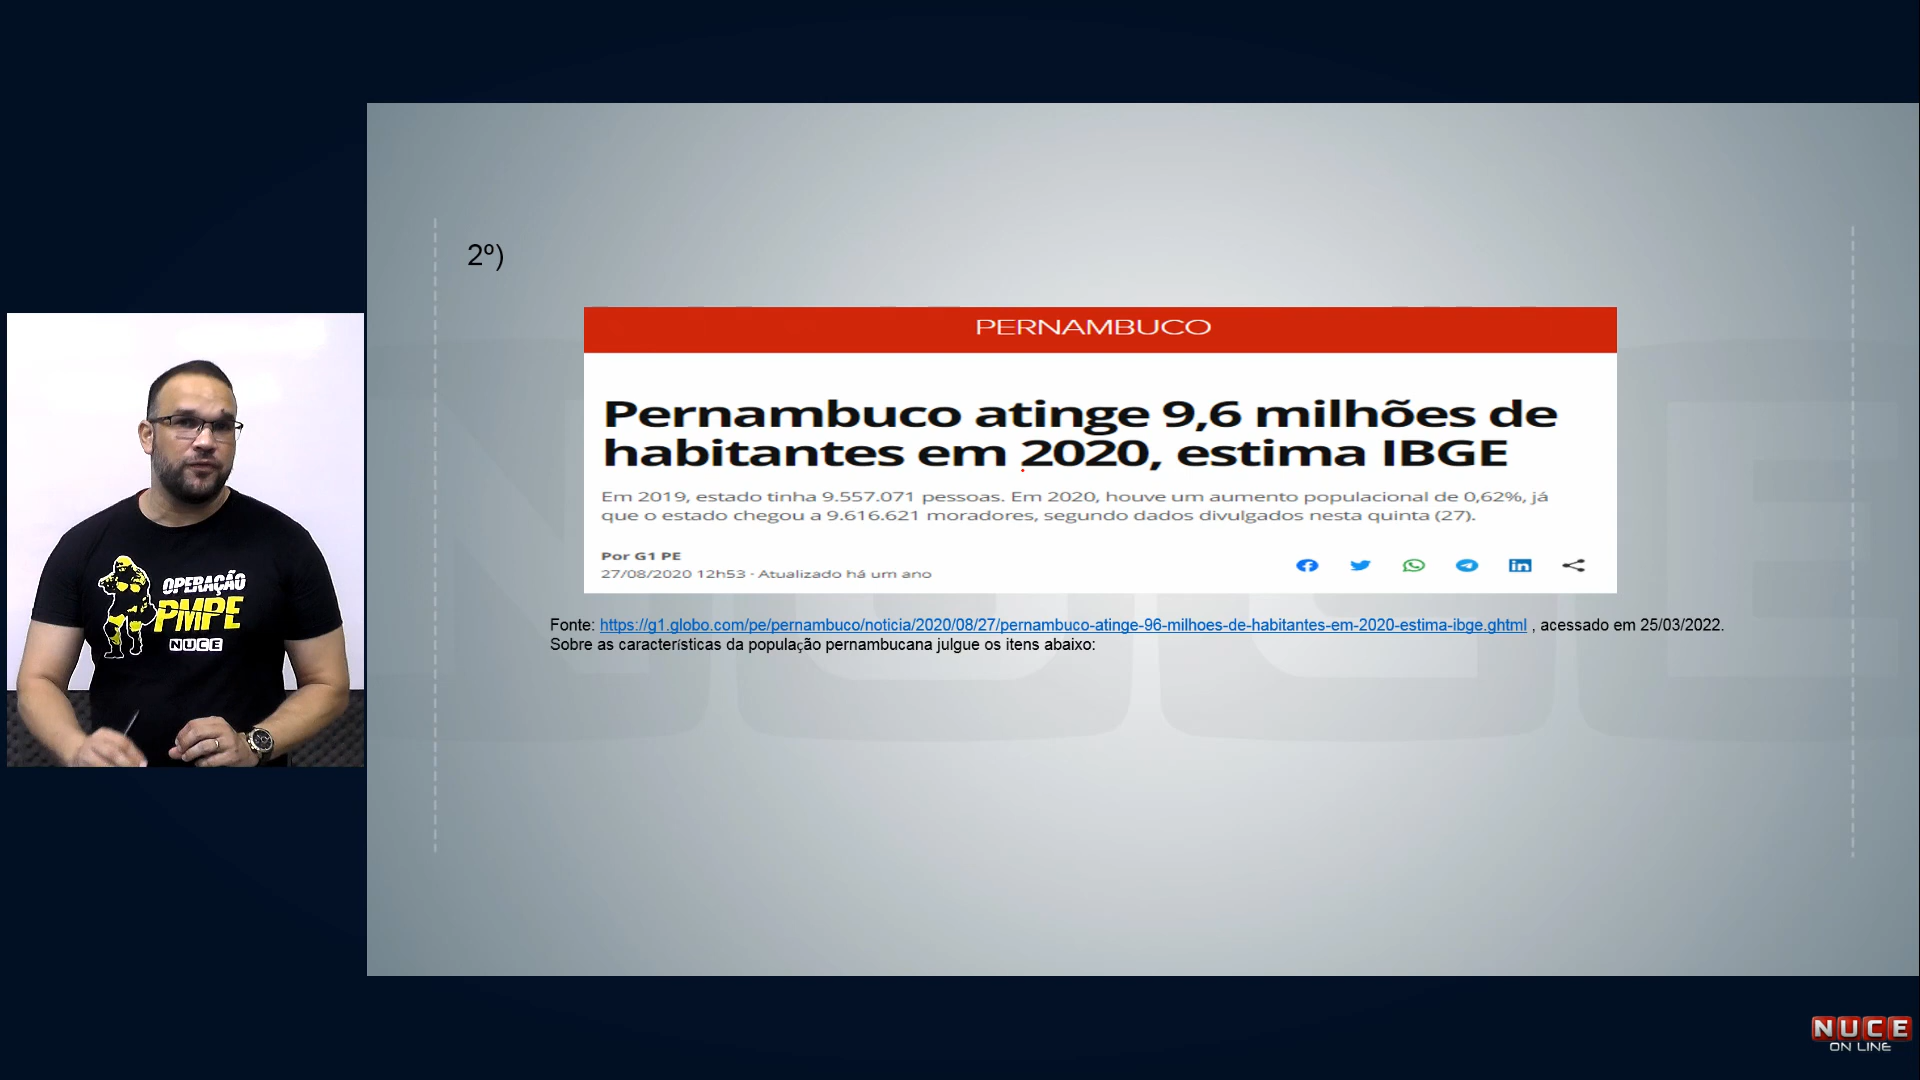 2º)
PERNAMBUCO
Pernambuco atinge 9,6 milhões de
habitantes em 2020, estima IBGE
Em 2019, estado tinha 9.557.071 pessoas. Em 2020, houve um aumento populacional de 0,62%, já
que o estado chegou a 9.616.621 moradores, segundo dados divulgados nesta quinta (27).
Por G1 PE
27/08/2020 12h53 · Atualizado há um ano
Fonte: https://g1.globo.com/pe/pernambuco/noticia/2020/08/27/pernambuco-atinge-96-milhoes-de-habitantes-em-2020-estima-ibge.ghtml , acessado em 25/03/2022.
Sobre as características da população pernambucana julgue os itens abaixo:
OPERAÇÃO
PMPE
NUCE
NUCE
NUCE
ON LINE